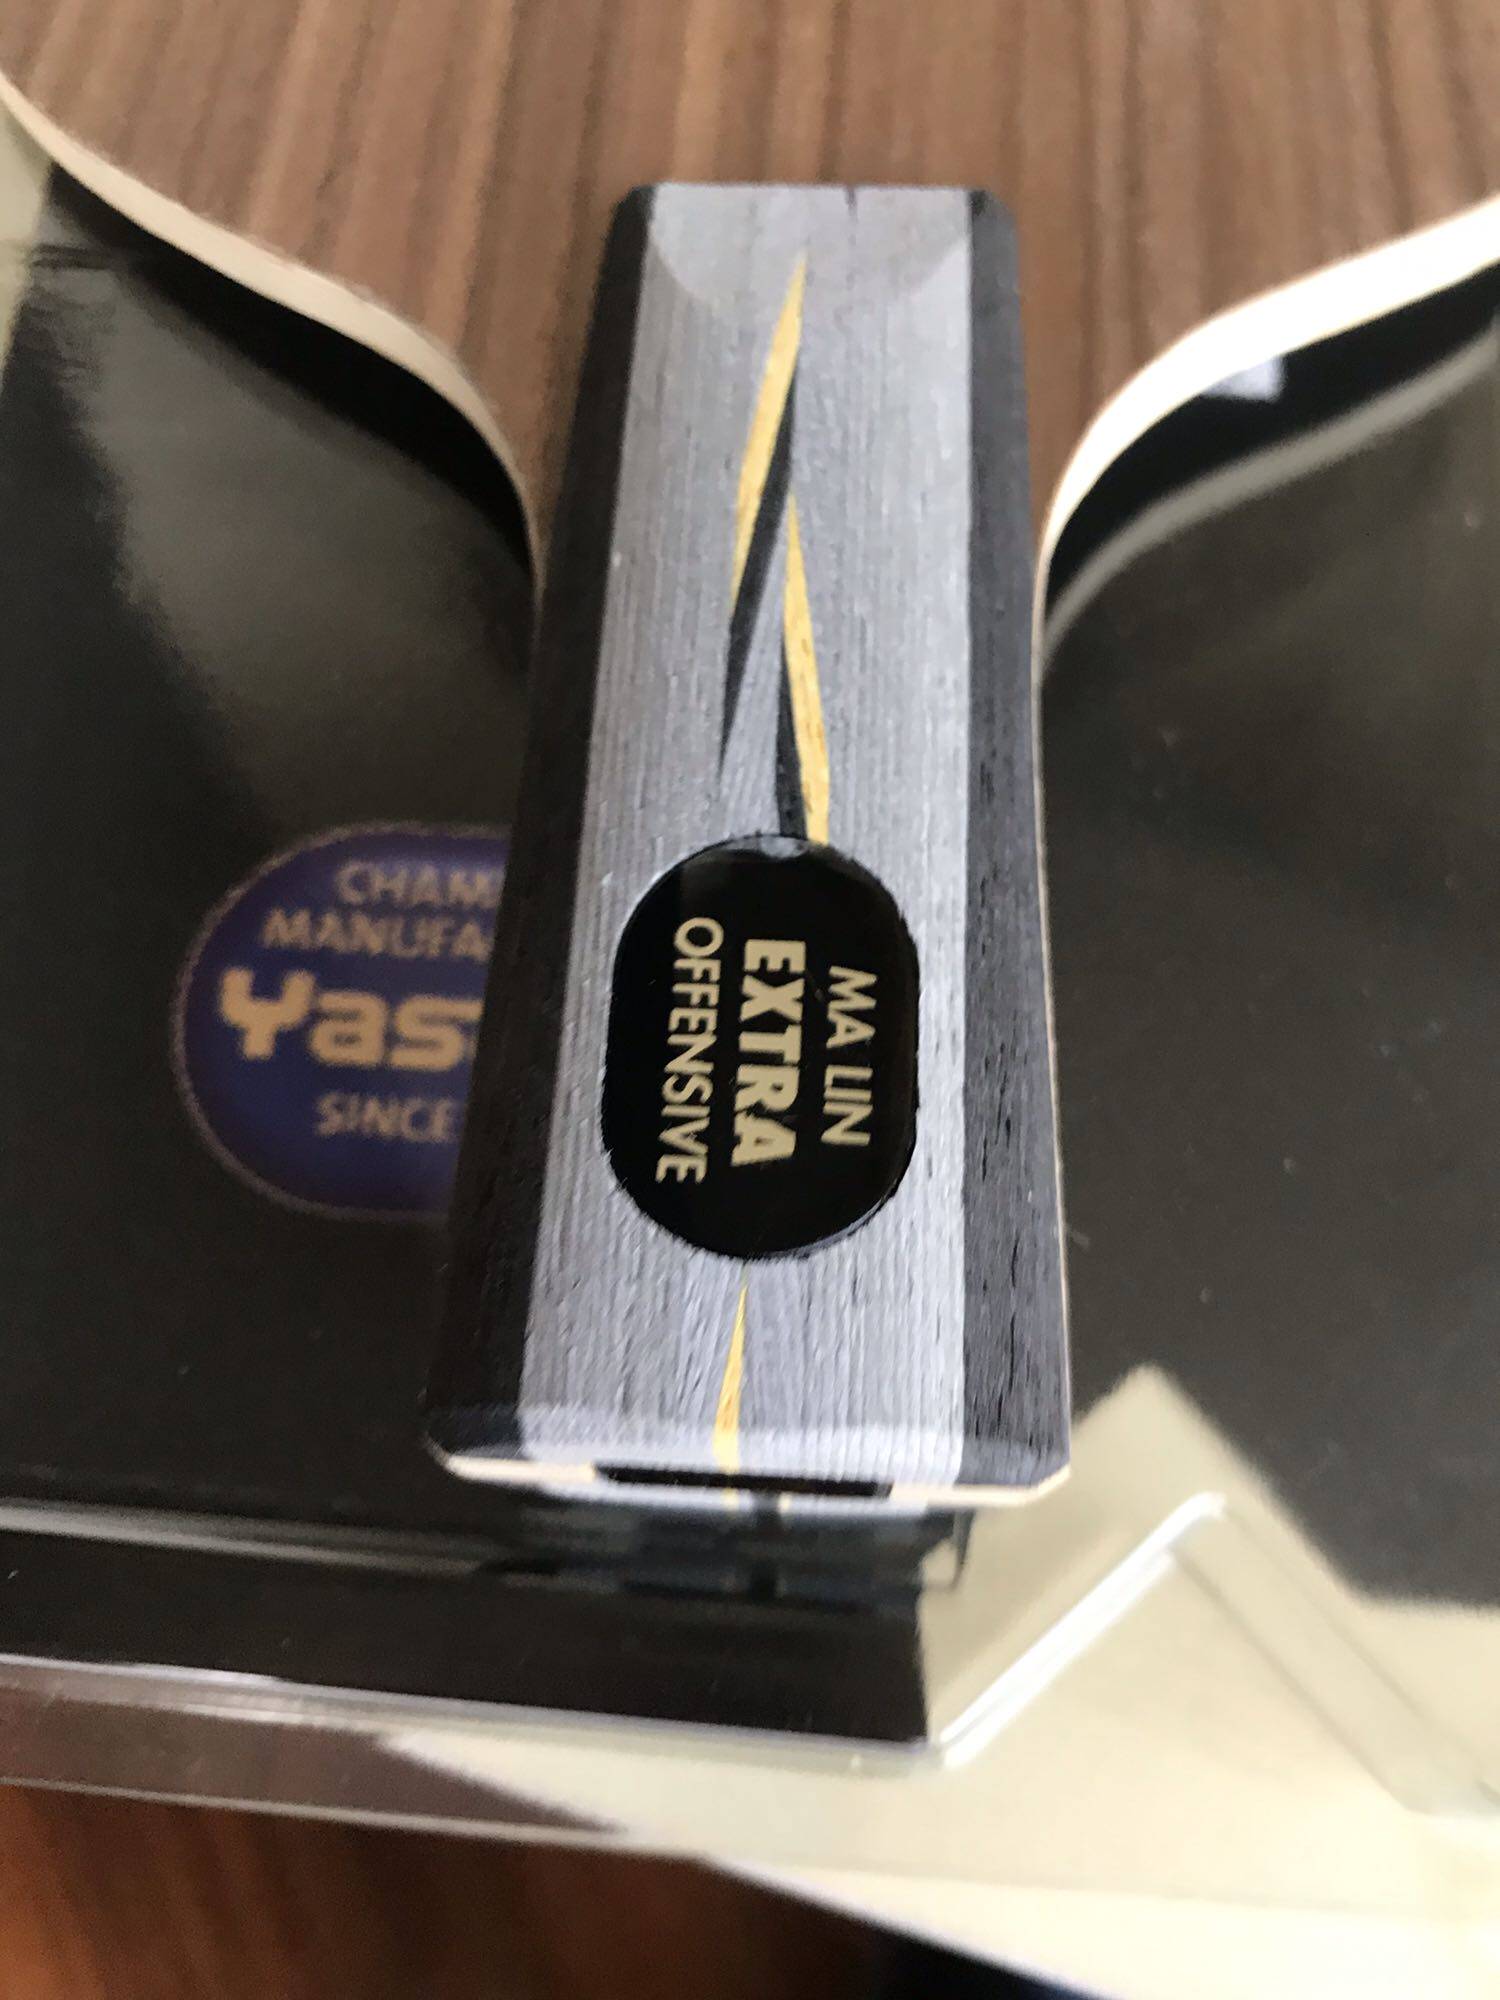 MA LIN
EXTRA
OFFENSIVE
CHAM
MANUFA
Yas
SINCE